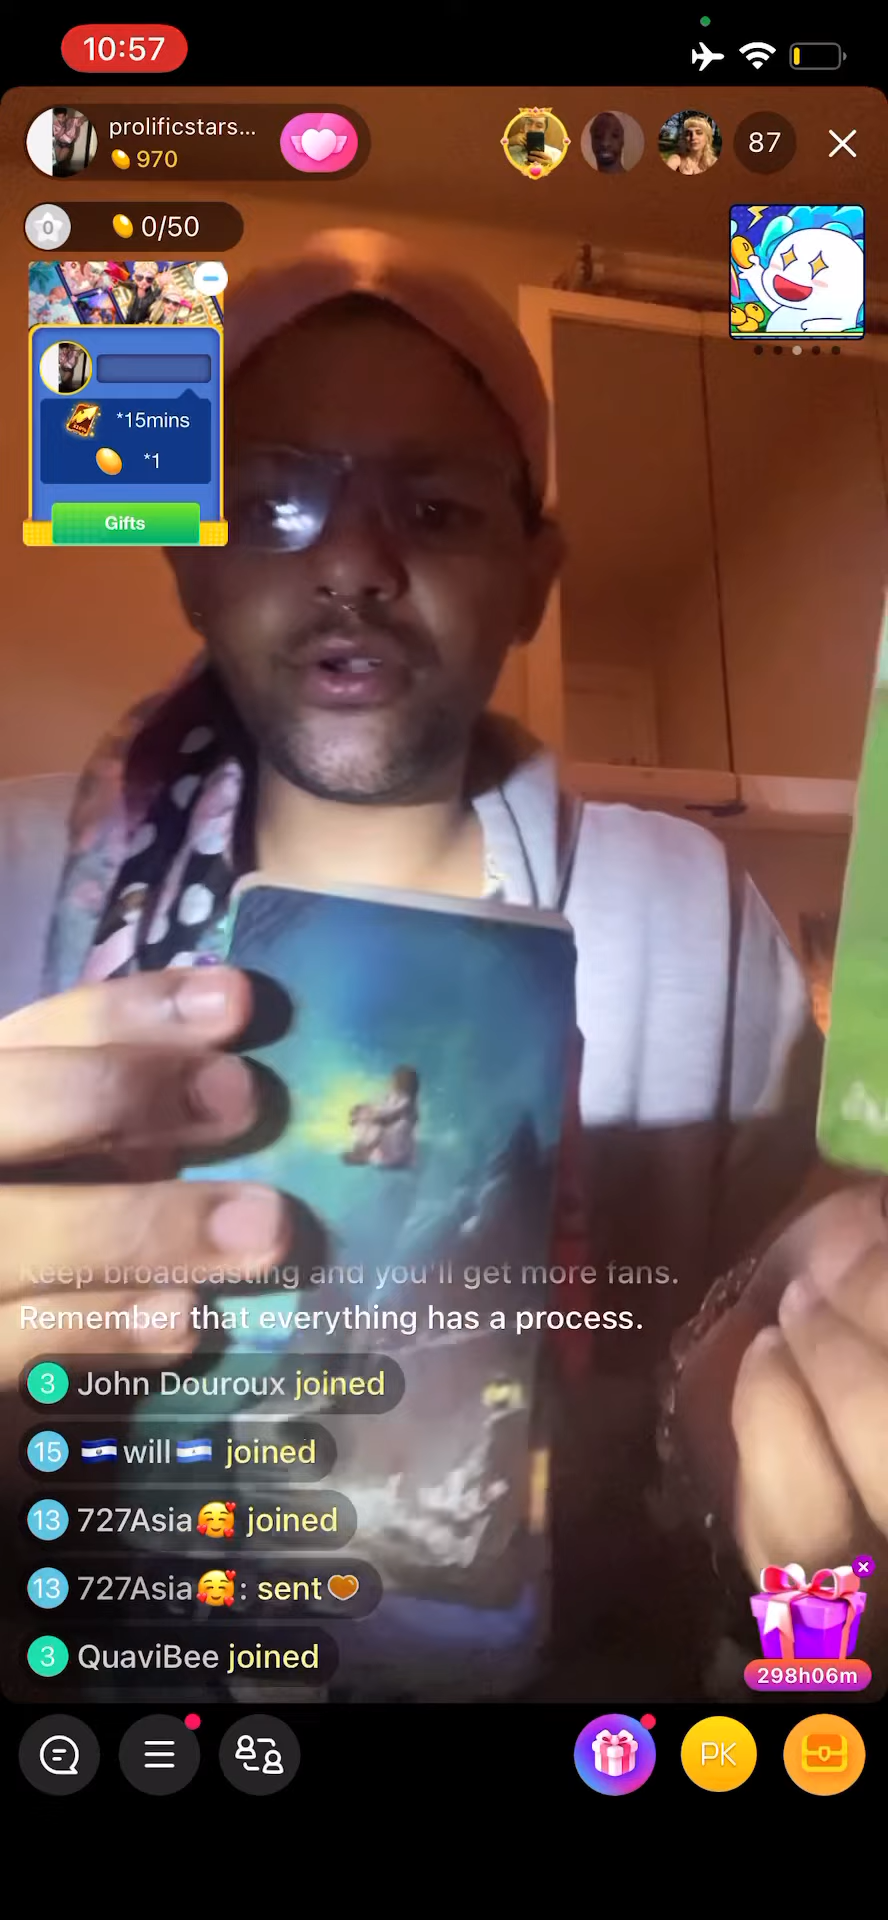 10:57
prolificstars...
970
87
0
0/50
*15mins
*1
Gifts
Keep broadcasting and you'll get more fans.
Remember that everything has a process.
3 John Douroux joined
15 🇸🇻will🇸🇻 joined
13 727Asia🥰 joined
13 727Asia🥰: sent
3 QuaviBee joined
298h06m
PK